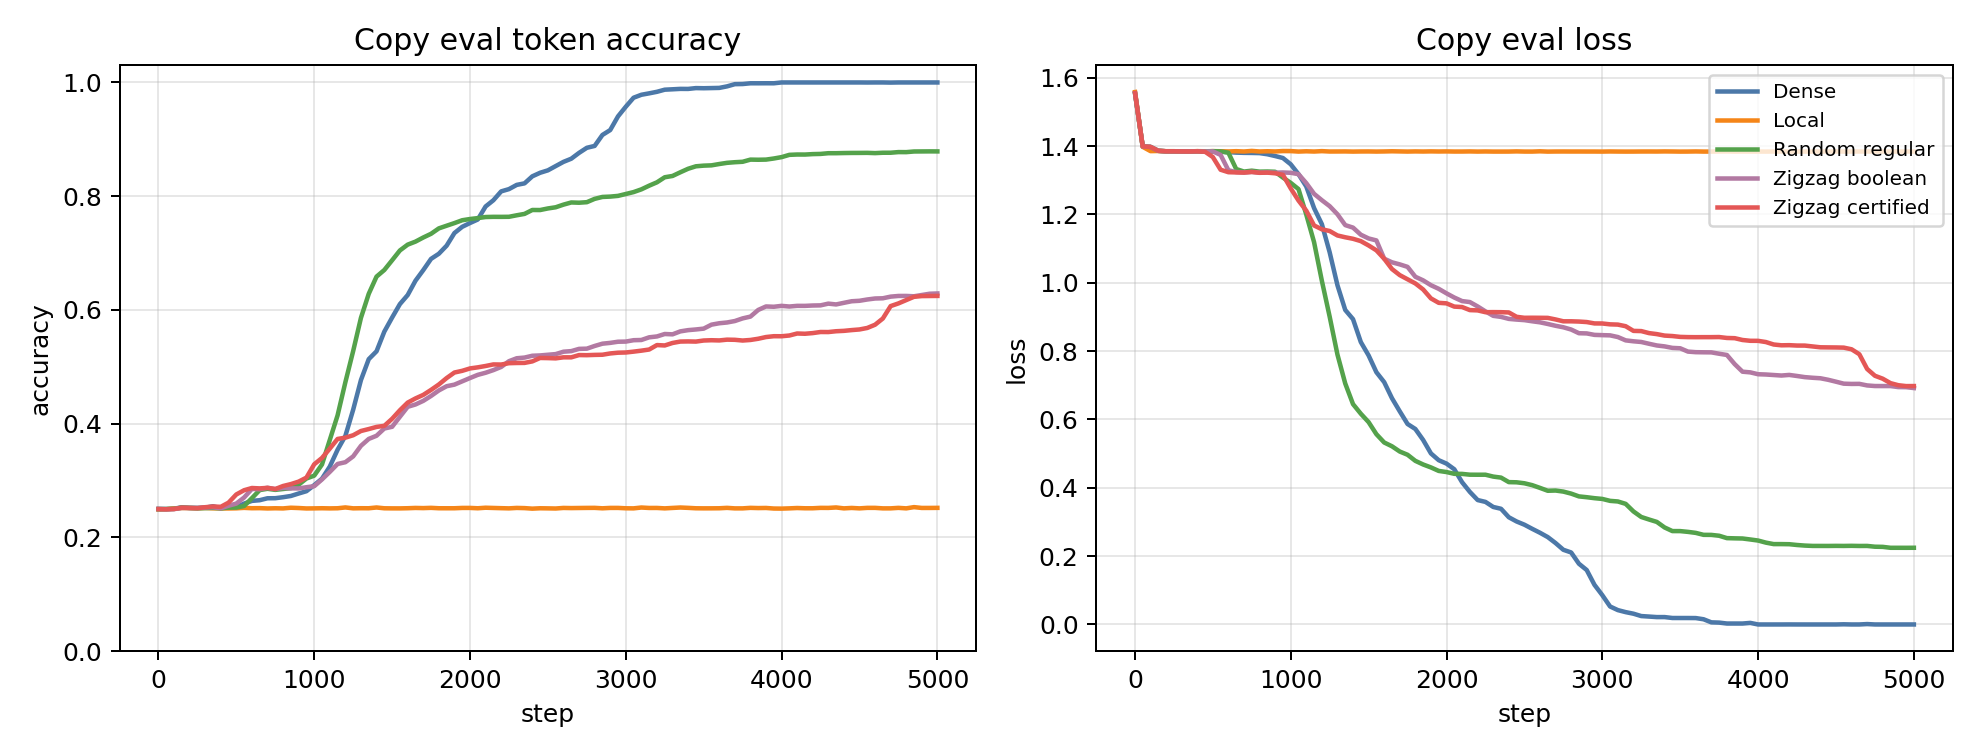 Copy eval token accuracy
1.0
0.8
0.6
0.4
0.2
0.0
accuracy
0 1000 2000 3000 4000 5000
step
Copy eval loss
1.6
1.4
1.2
1.0
0.8
0.6
0.4
0.2
0.0
loss
Dense
Local
Random regular
Zigzag boolean
Zigzag certified
0 1000 2000 3000 4000 5000
step